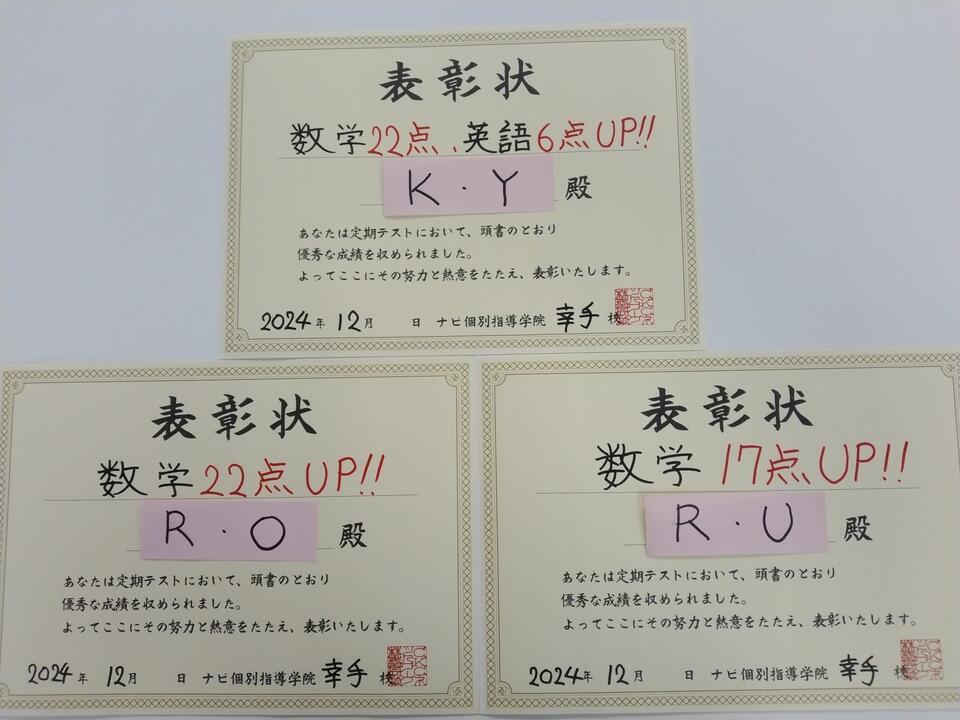 表彰状
数学22点、英語6点UP!!
K・Y 殿
あなたは定期テストにおいて、頭書のとおり
優秀な成績を収められました。
よってここにその努力と熱意をたたえ、表彰いたします。
2024年 12月 日 ナビ個別指導学院 幸手 校
表彰状
数学22点UP!!
R・O 殿
あなたは定期テストにおいて、頭書のとおり
優秀な成績を収められました。
よってここにその努力と熱意をたたえ、表彰いたします。
2024年 12月 日 ナビ個別指導学院 幸手 校
表彰状
数学 17点UP!!
R・U 殿
あなたは定期テストにおいて、頭書のとおり
優秀な成績を収められました。
よってここにその努力と熱意をたたえ、表彰いたします。
2024年 12月 日 ナビ個別指導学院 幸手 校